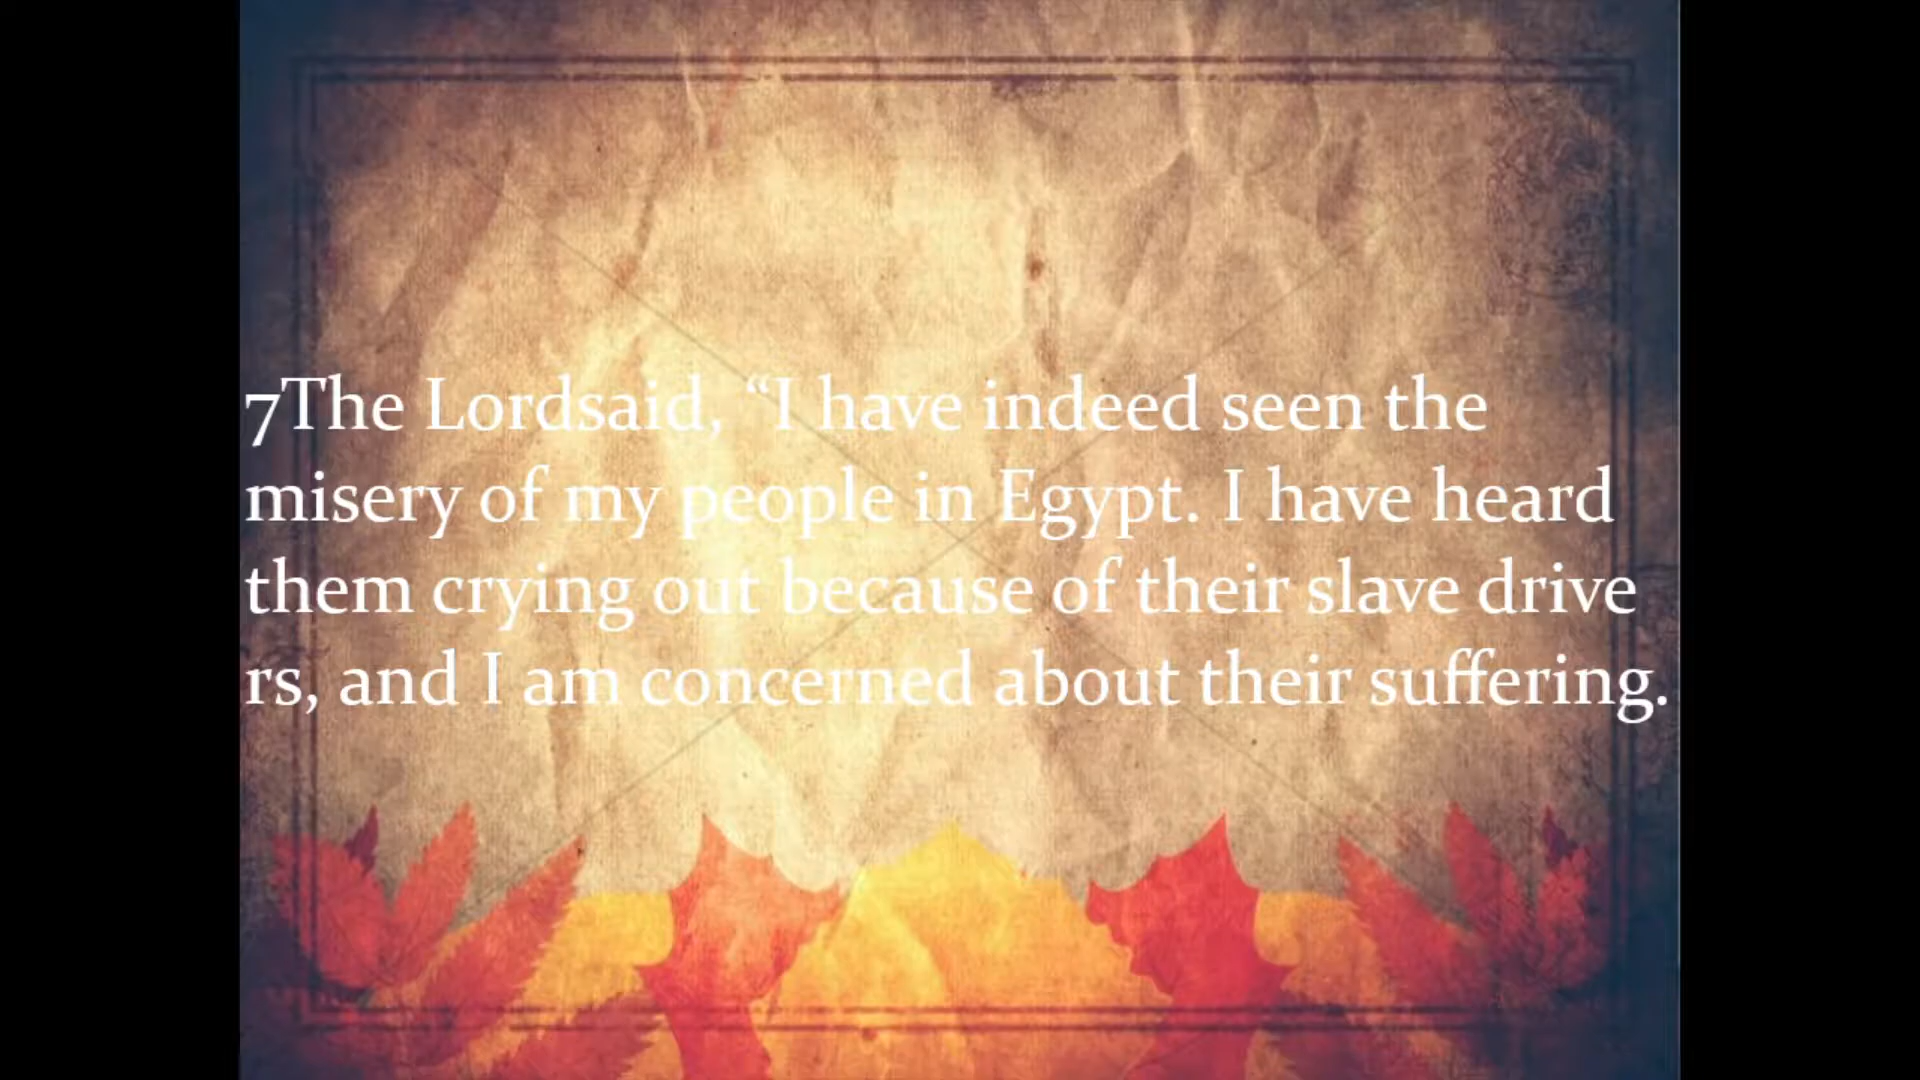 7The Lordsaid, “I have indeed seen the
misery of my people in Egypt. I have heard
them crying out because of their slave drive
rs, and I am concerned about their suffering.